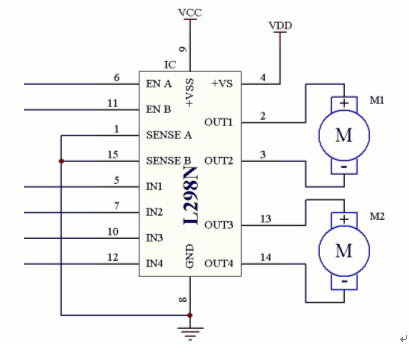 VCC
VDD
9
IC
6 EN A +VSS +VS 4
11 EN B
OUT1 2 + M1
1 SENSE A
M
15 SENSE B OUT2 3 -
5 IN1
L298N
7 IN2
OUT3 13 + M2
10 IN3
M
12 IN4 GND OUT4 14 -
8
↵